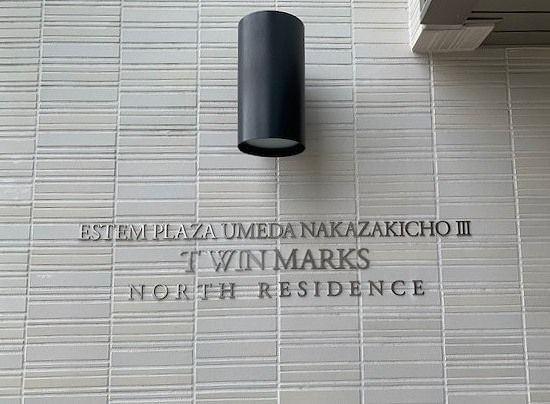 ESTEM PLAZA UMEDA NAKAZAKICHO III
TWIN MARKS
NORTH RESIDENCE